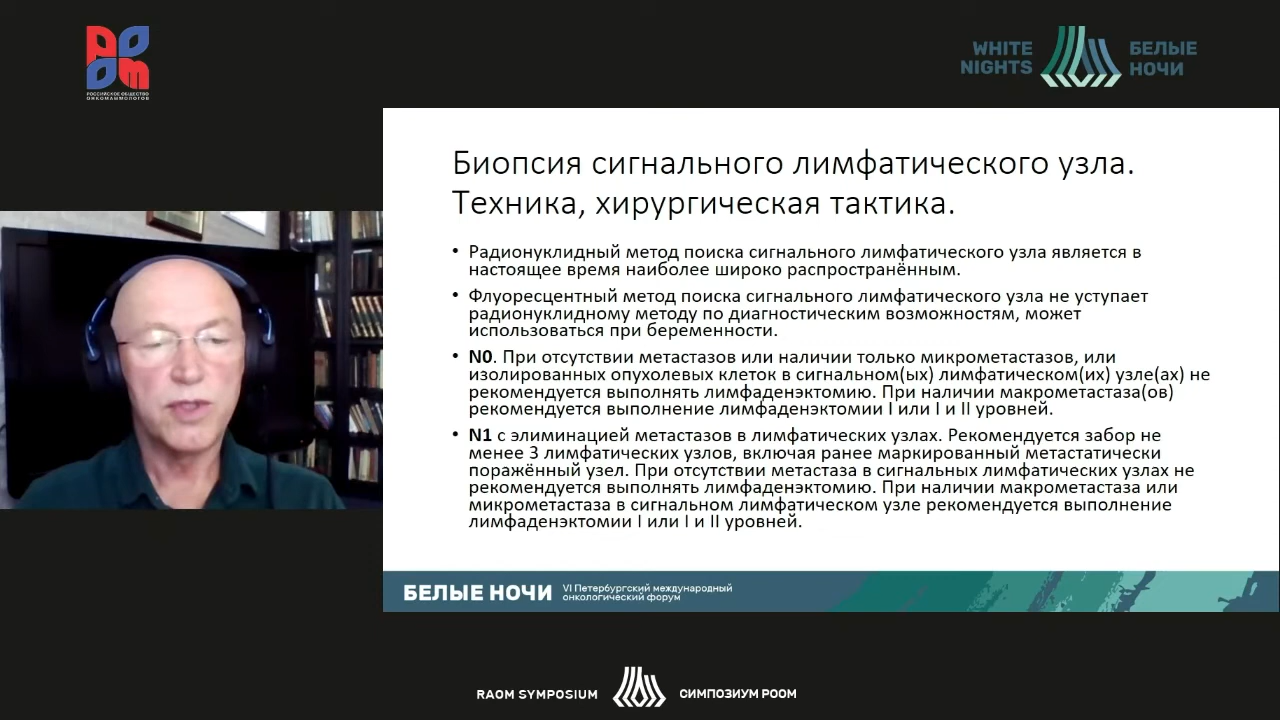 РОССИЙСКОЕ ОБЩЕСТВО
ОНКОМАММОЛОГОВ
WHITE
NIGHTS
БЕЛЫЕ
НОЧИ
Биопсия сигнального лимфатического узла.
Техника, хирургическая тактика.
• Радионуклидный метод поиска сигнального лимфатического узла является в
настоящее время наиболее широко распространённым.
• Флуоресцентный метод поиска сигнального лимфатического узла не уступает
радионуклидному методу по диагностическим возможностям, может
использоваться при беременности.
• N0. При отсутствии метастазов или наличии только микрометастазов, или
изолированных опухолевых клеток в сигнальном(ых) лимфатическом(их) узле(ах) не
рекомендуется выполнять лимфаденэктомию. При наличии макрометастаза(ов)
рекомендуется выполнение лимфаденэктомии I или I и II уровней.
• N1 с элиминацией метастазов в лимфатических узлах. Рекомендуется забор не
менее 3 лимфатических узлов, включая ранее маркированный метастатически
поражённый узел. При отсутствии метастаза в сигнальных лимфатических узлах не
рекомендуется выполнять лимфаденэктомию. При наличии макрометастаза или
микрометастаза в сигнальном лимфатическом узле рекомендуется выполнение
лимфаденэктомии I или I и II уровней.
БЕЛЫЕ НОЧИ
VI Петербургский международный
онкологический форум
RAOM SYMPOSIUM
СИМПОЗИУМ РООМ